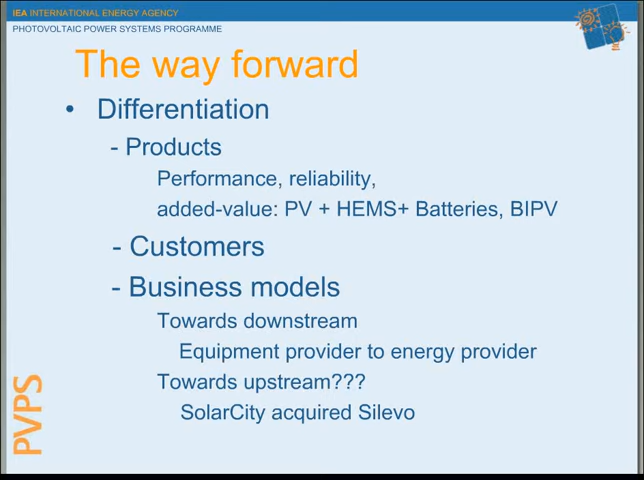 IEA INTERNATIONAL ENERGY AGENCY
PHOTOVOLTAIC POWER SYSTEMS PROGRAMME
The way forward
• Differentiation
- Products
Performance, reliability,
added-value: PV + HEMS+ Batteries, BIPV
- Customers
- Business models
Towards downstream
Equipment provider to energy provider
Towards upstream???
SolarCity acquired Silevo
PVPS